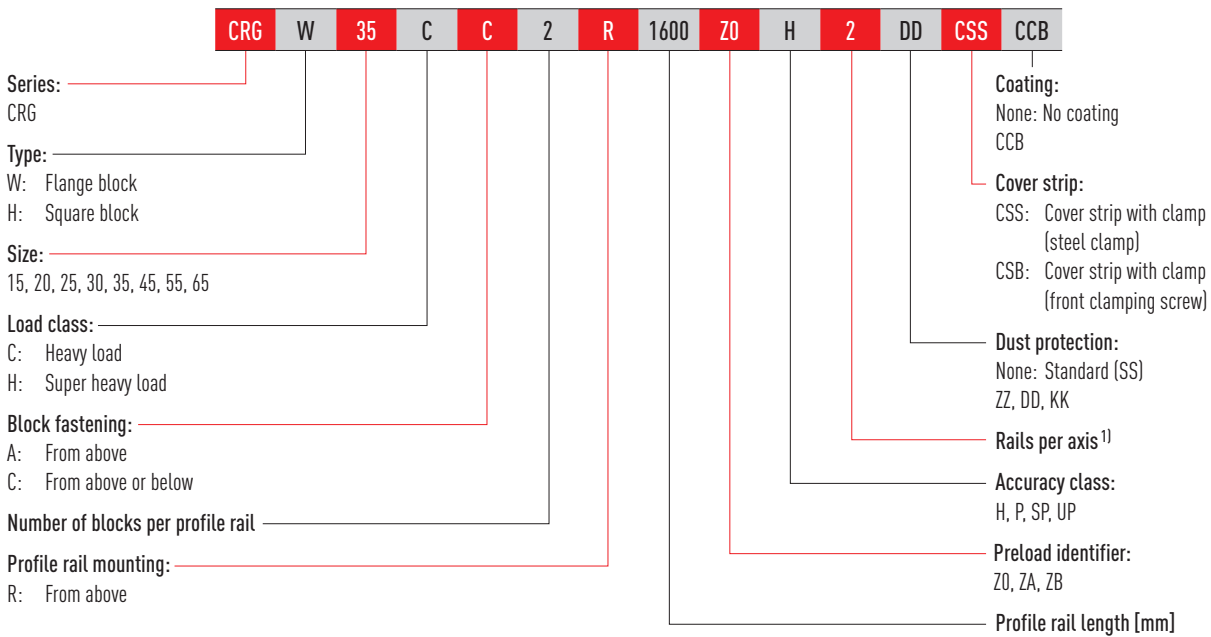 CRG W 35 C C 2 R 1600 Z0 H 2 DD CSS CCB
Series:
CRG
Type:
W: Flange block
H: Square block
Size:
15, 20, 25, 30, 35, 45, 55, 65
Load class:
C: Heavy load
H: Super heavy load
Block fastening:
A: From above
C: From above or below
Number of blocks per profile rail
Profile rail mounting:
R: From above
Coating:
None: No coating
CCB
Cover strip:
CSS: Cover strip with clamp
(steel clamp)
CSB: Cover strip with clamp
(front clamping screw)
Dust protection:
None: Standard (SS)
ZZ, DD, KK
Rails per axis 1)
Accuracy class:
H, P, SP, UP
Preload identifier:
Z0, ZA, ZB
Profile rail length [mm]